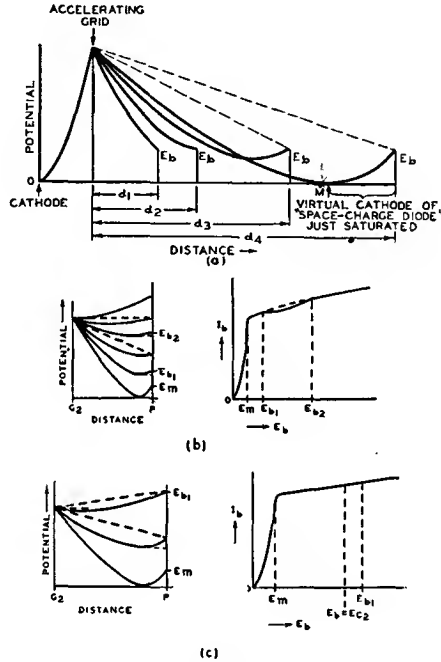 ACCELERATING
GRID
POTENTIAL
0
Eb
Eb
Eb
Eb
M
CATHODE
d1
d2
d3
d4
VIRTUAL CATHODE OF
"SPACE-CHARGE DIODE"
JUST SATURATED
DISTANCE
(a)
POTENTIAL
Eb2
Eb1
Em
G2
P
DISTANCE
Ib
0
Em
Eb1
Eb2
Eb
(b)
POTENTIAL
Eb1
Em
G2
P
DISTANCE
Ib
Em
Eb1
Eb=EC2
Eb
(c)